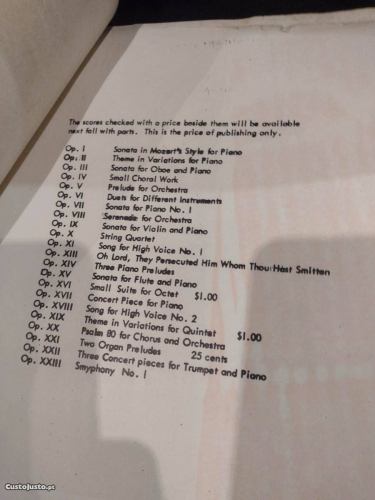 The scores checked with a price beside them will be available
next fall with parts. This is the price of publishing only.
Op. I Sonata in Mozart's Style for Piano
Op. II Theme in Variations for Piano
Op. III Sonata for Oboe and Piano
Op. IV Small Choral Work
Op. V Prelude for Orchestra
Op. VI Duets for Different Instruments
Op. VII Sonata for Piano No. I
Op. VIII Serenade for Orchestra
Op. IX Sonata for Violin and Piano
Op. X String Quartet
Op. XI Song for High Voice No. I
Op. XIII Oh Lord, They Persecuted Him Whom Thou Hast Smitten
Op. XIV Three Piano Preludes
Op. XV Sonata for Flute and Piano
Op. XVI Small Suite for Octet $1.00
Op. XVII Concert Piece for Piano
Op. XVIII Song for High Voice No. 2
Op. XIX Theme in Variations for Quintet $1.00
Op. XX Psalm 80 for Chorus and Orchestra
Op. XXI Two Organ Preludes 25 cents
Op. XXII Three Concert pieces for Trumpet and Piano
Op. XXIII Smyphony No. I
CustoJusto.pt